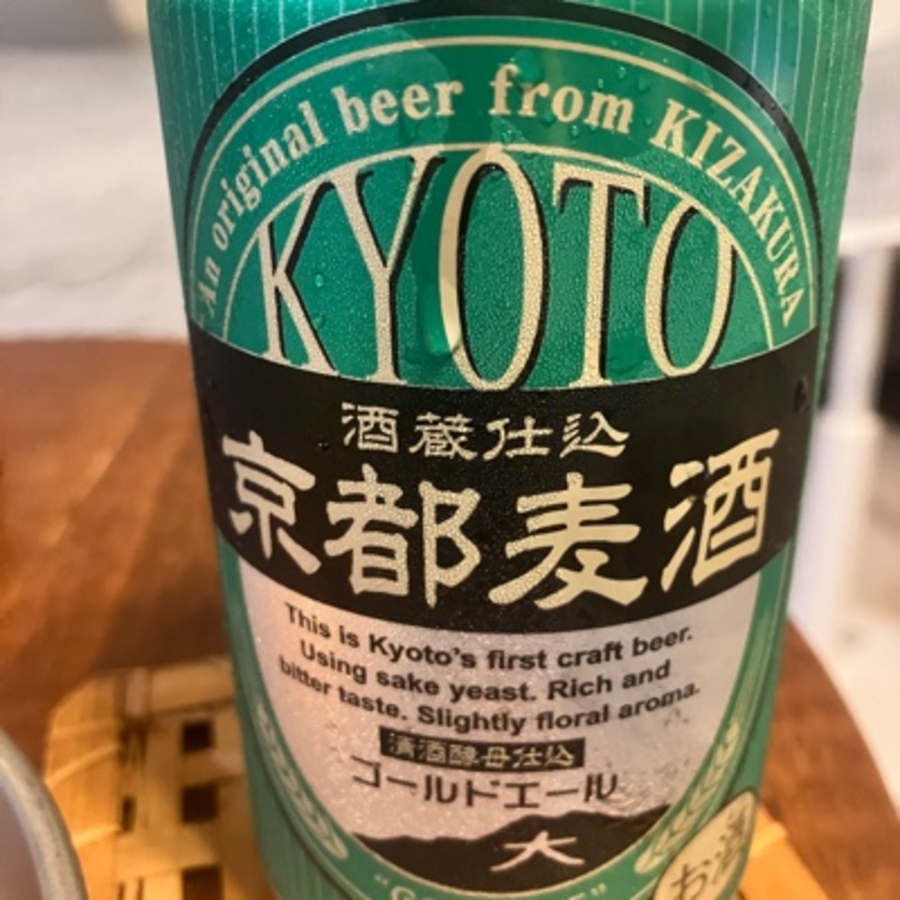 An original beer from KIZAKURA
KYOTO
酒蔵仕込
京都麦酒
This is Kyoto's first craft beer.
Using sake yeast. Rich and
bitter taste. Slightly floral aroma.
清酒酵母仕込
ゴールドエール
大
お酒